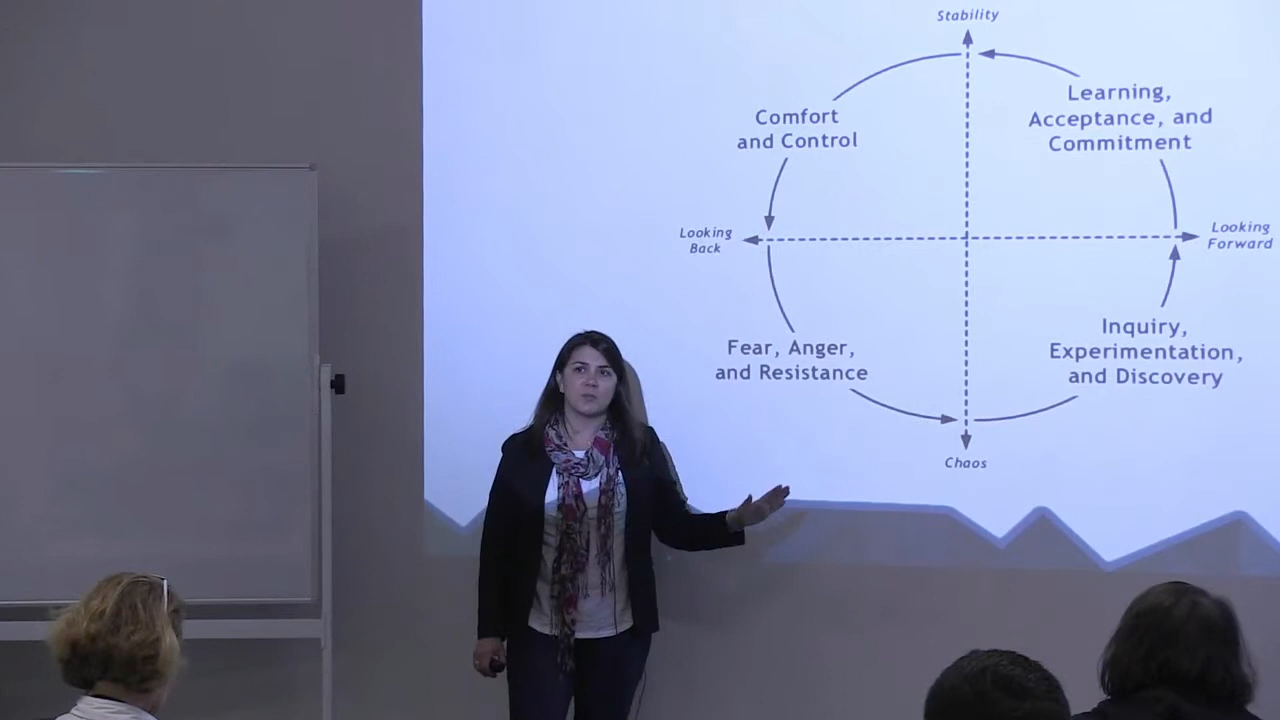 Stability
Learning,
Acceptance, and
Commitment
Comfort
and Control
Looking
Back
Looking
Forward
Fear, Anger,
and Resistance
Inquiry,
Experimentation,
and Discovery
Chaos